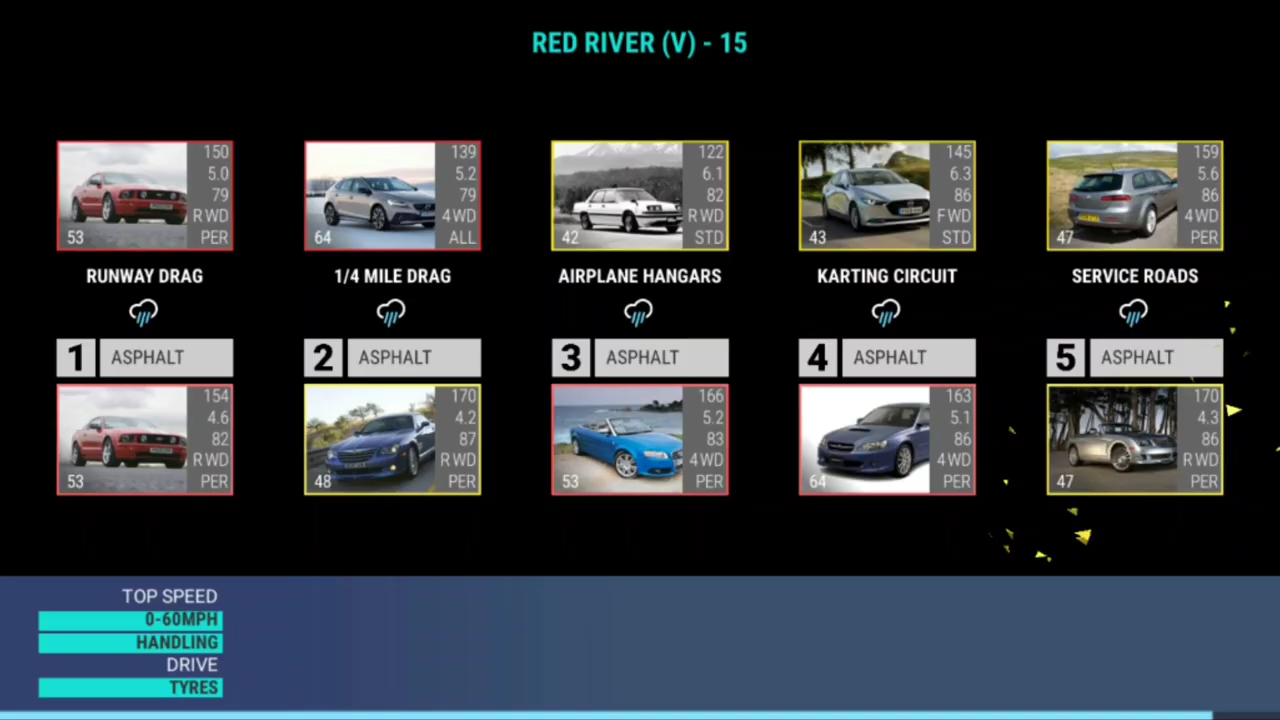 RED RIVER (V) - 15
150
5.0
79
RWD
53 PER
139
5.2
79
4WD
64 ALL
122
6.1
82
RWD
42 STD
145
6.3
86
FWD
43 STD
159
5.6
86
4WD
47 PER
RUNWAY DRAG
1/4 MILE DRAG
AIRPLANE HANGARS
KARTING CIRCUIT
SERVICE ROADS
1 ASPHALT
2 ASPHALT
3 ASPHALT
4 ASPHALT
5 ASPHALT
154
4.6
82
RWD
53 PER
170
4.2
87
RWD
48 PER
166
5.2
83
4WD
53 PER
163
5.1
86
4WD
64 PER
170
4.3
86
RWD
47 PER
TOP SPEED
0-60MPH
HANDLING
DRIVE
TYRES